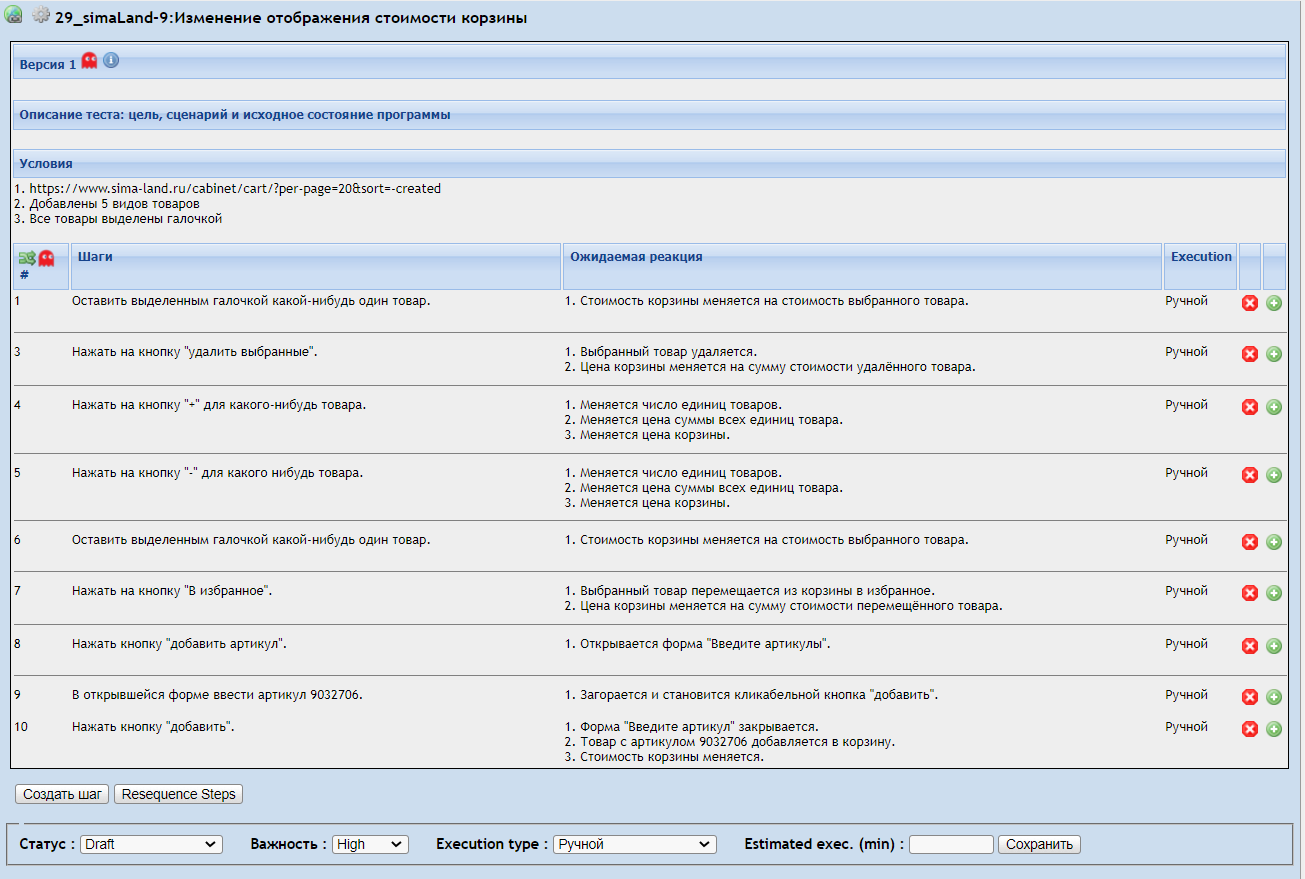 29_simaLand-9:Изменение отображения стоимости корзины
Версия 1
Описание теста: цель, сценарий и исходное состояние программы
Условия
1. https://www.sima-land.ru/cabinet/cart/?per-page=20&sort=-created
2. Добавлены 5 видов товаров
3. Все товары выделены галочкой
# Шаги Ожидаемая реакция Execution
1 Оставить выделенным галочкой какой-нибудь один товар. 1. Стоимость корзины меняется на стоимость выбранного товара. Ручной
3 Нажать на кнопку "удалить выбранные". 1. Выбранный товар удаляется. Ручной
2. Цена корзины меняется на сумму стоимости удалённого товара.
4 Нажать на кнопку "+" для какого-нибудь товара. 1. Меняется число единиц товаров. Ручной
2. Меняется цена суммы всех единиц товара.
3. Меняется цена корзины.
5 Нажать на кнопку "-" для какого нибудь товара. 1. Меняется число единиц товаров. Ручной
2. Меняется цена суммы всех единиц товара.
3. Меняется цена корзины.
6 Оставить выделенным галочкой какой-нибудь один товар. 1. Стоимость корзины меняется на стоимость выбранного товара. Ручной
7 Нажать на кнопку "В избранное". 1. Выбранный товар перемещается из корзины в избранное. Ручной
2. Цена корзины меняется на сумму стоимости перемещённого товара.
8 Нажать кнопку "добавить артикул". 1. Открывается форма "Введите артикулы". Ручной
9 В открывшейся форме ввести артикул 9032706. 1. Загорается и становится кликабельной кнопка "добавить". Ручной
10 Нажать кнопку "добавить". 1. Форма "Введите артикул" закрывается. Ручной
2. Товар с артикулом 9032706 добавляется в корзину.
3. Стоимость корзины меняется.
Создать шаг Resequence Steps
Статус : Draft Важность : High Execution type : Ручной Estimated exec. (min) : Сохранить